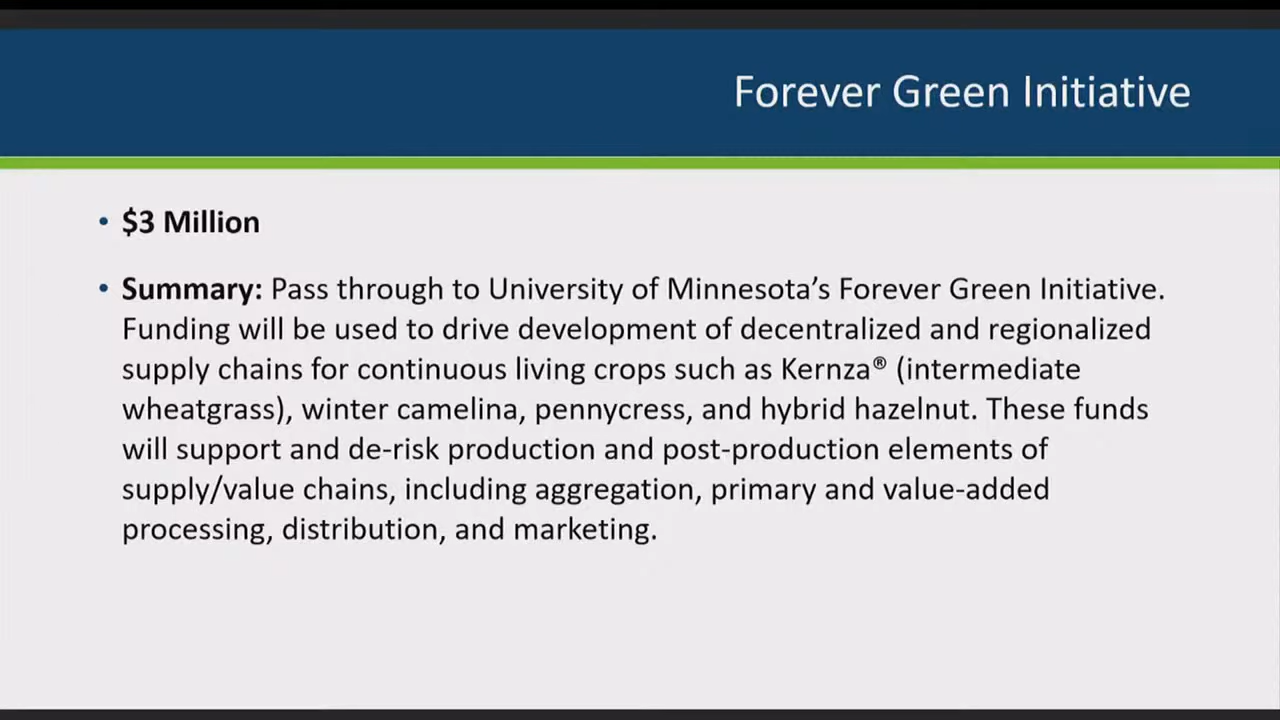 Forever Green Initiative
• $3 Million
• Summary: Pass through to University of Minnesota’s Forever Green Initiative.
Funding will be used to drive development of decentralized and regionalized
supply chains for continuous living crops such as Kernza® (intermediate
wheatgrass), winter camelina, pennycress, and hybrid hazelnut. These funds
will support and de-risk production and post-production elements of
supply/value chains, including aggregation, primary and value-added
processing, distribution, and marketing.